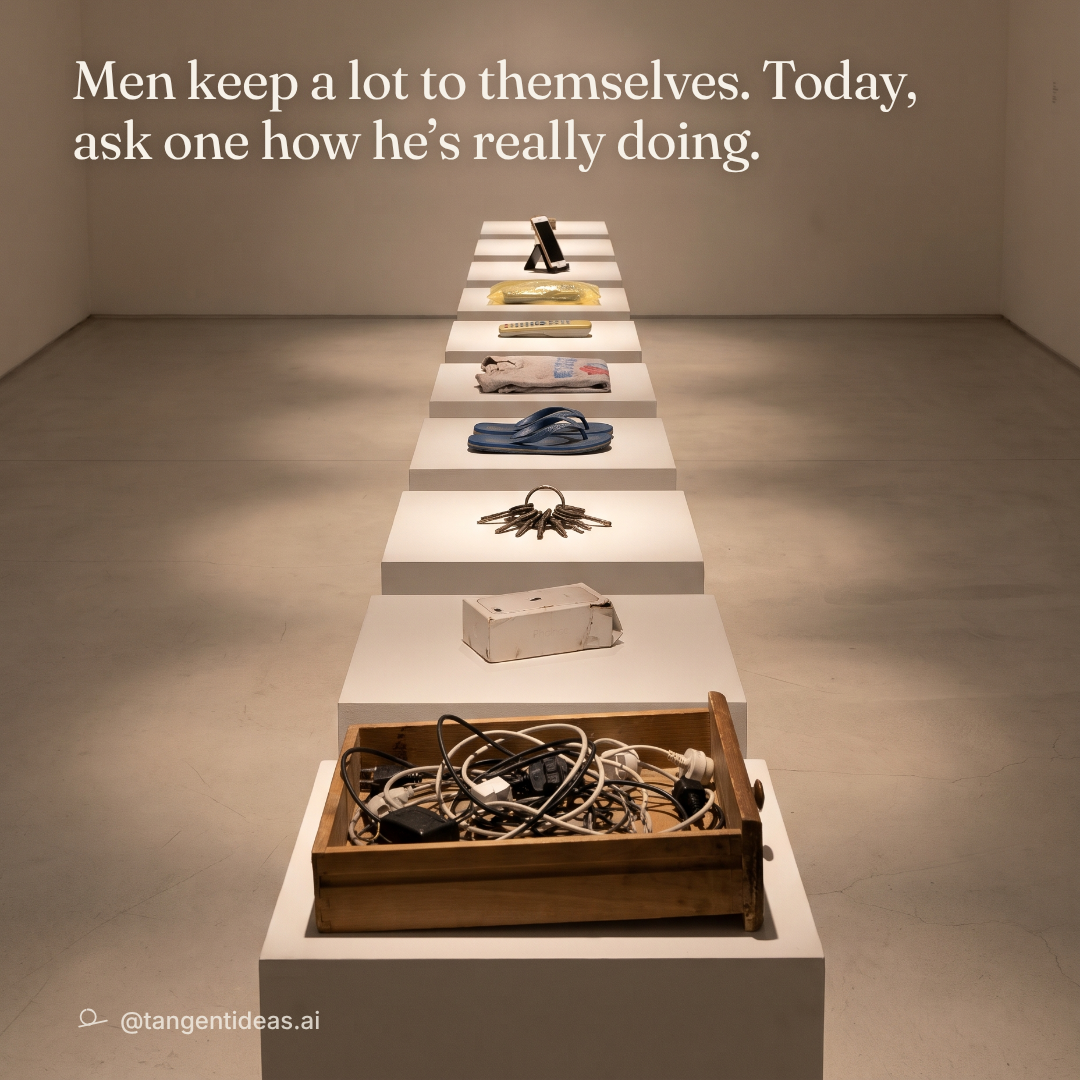 Men keep a lot to themselves. Today,
ask one how he’s really doing.
@tangentideas.ai